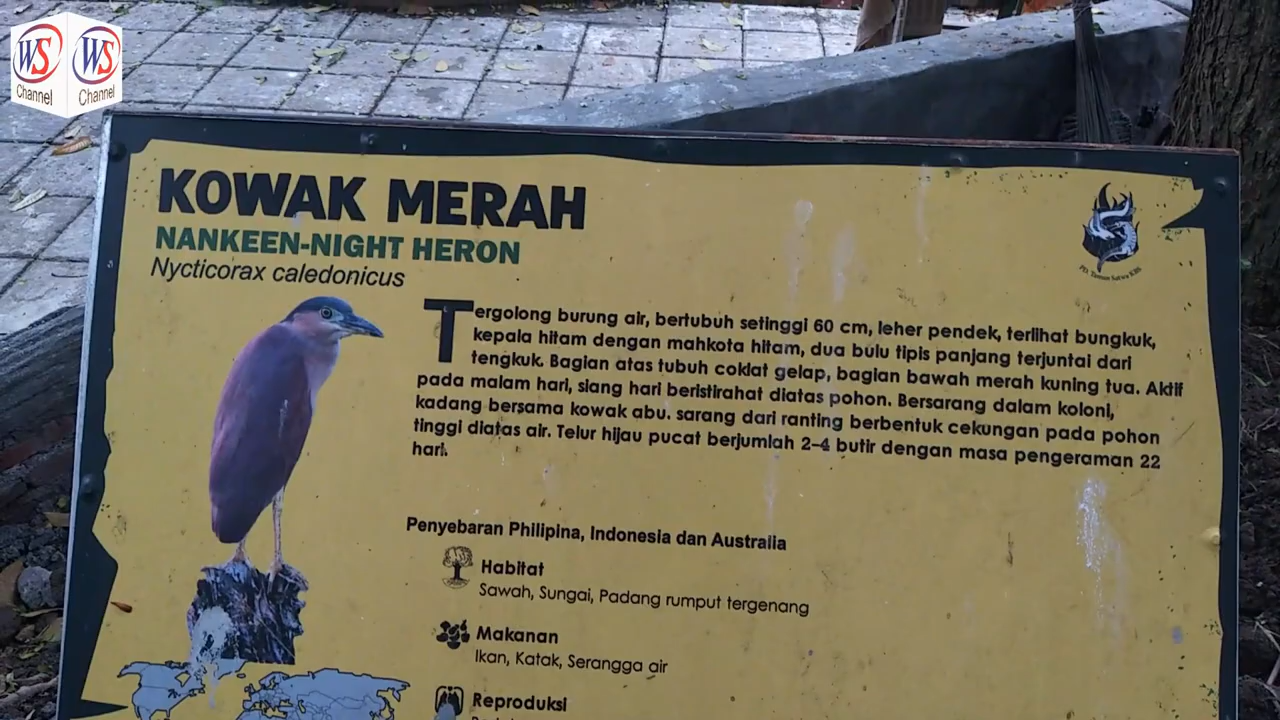 WS WS
Channel Channel
KOWAK MERAH
NANKEEN-NIGHT HERON
Nycticorax caledonicus
PD. Taman Satwa KBS
Tergolong burung air, bertubuh setinggi 60 cm, leher pendek, terlihat bungkuk,
kepala hitam dengan mahkota hitam, dua bulu tipis panjang terjuntai dari
tengkuk. Bagian atas tubuh coklat gelap, bagian bawah merah kuning tua. Aktif
pada malam hari, siang hari beristirahat diatas pohon. Bersarang dalam koloni,
kadang bersama kowak abu. sarang dari ranting berbentuk cekungan pada pohon
tinggi diatas air. Telur hijau pucat berjumlah 2-4 butir dengan masa pengeraman 22
hari.
Penyebaran Philipina, Indonesia dan Australia
Habitat
Sawah, Sungai, Padang rumput tergenang
Makanan
Ikan, Katak, Serangga air
Reproduksi